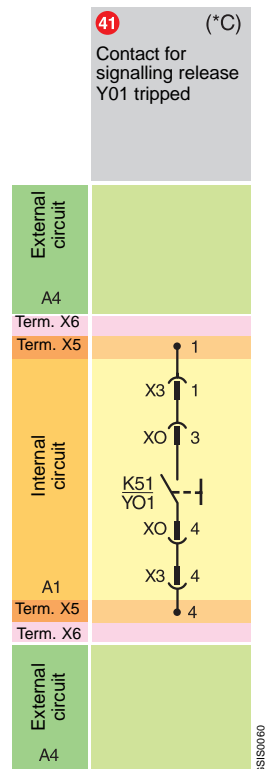 41 (*C)
Contact for
signalling release
Y01 tripped
External
circuit
A4
Term. X6
Term. X5 1
X3 1
XO 3
Internal
circuit
K51
YO1
XO 4
X3 4
A1
Term. X5 4
Term. X6
External
circuit
A4
GSIS0060